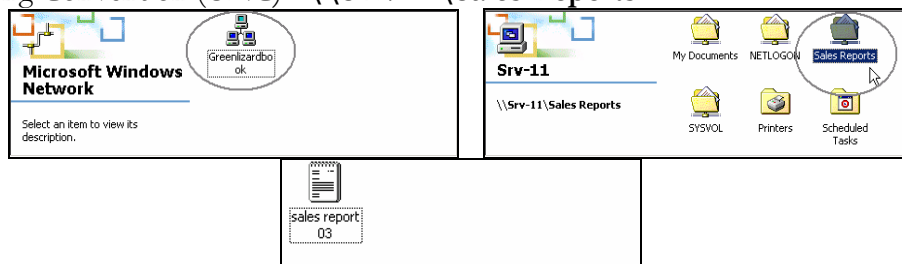 Microsoft Windows
Network
Select an item to view its
description.
Greenlizardbo
ok
Srv-11
\\Srv-11\Sales Reports
My Documents
NETLOGON
Sales Reports
SYSVOL
Printers
Scheduled
Tasks
sales report
03